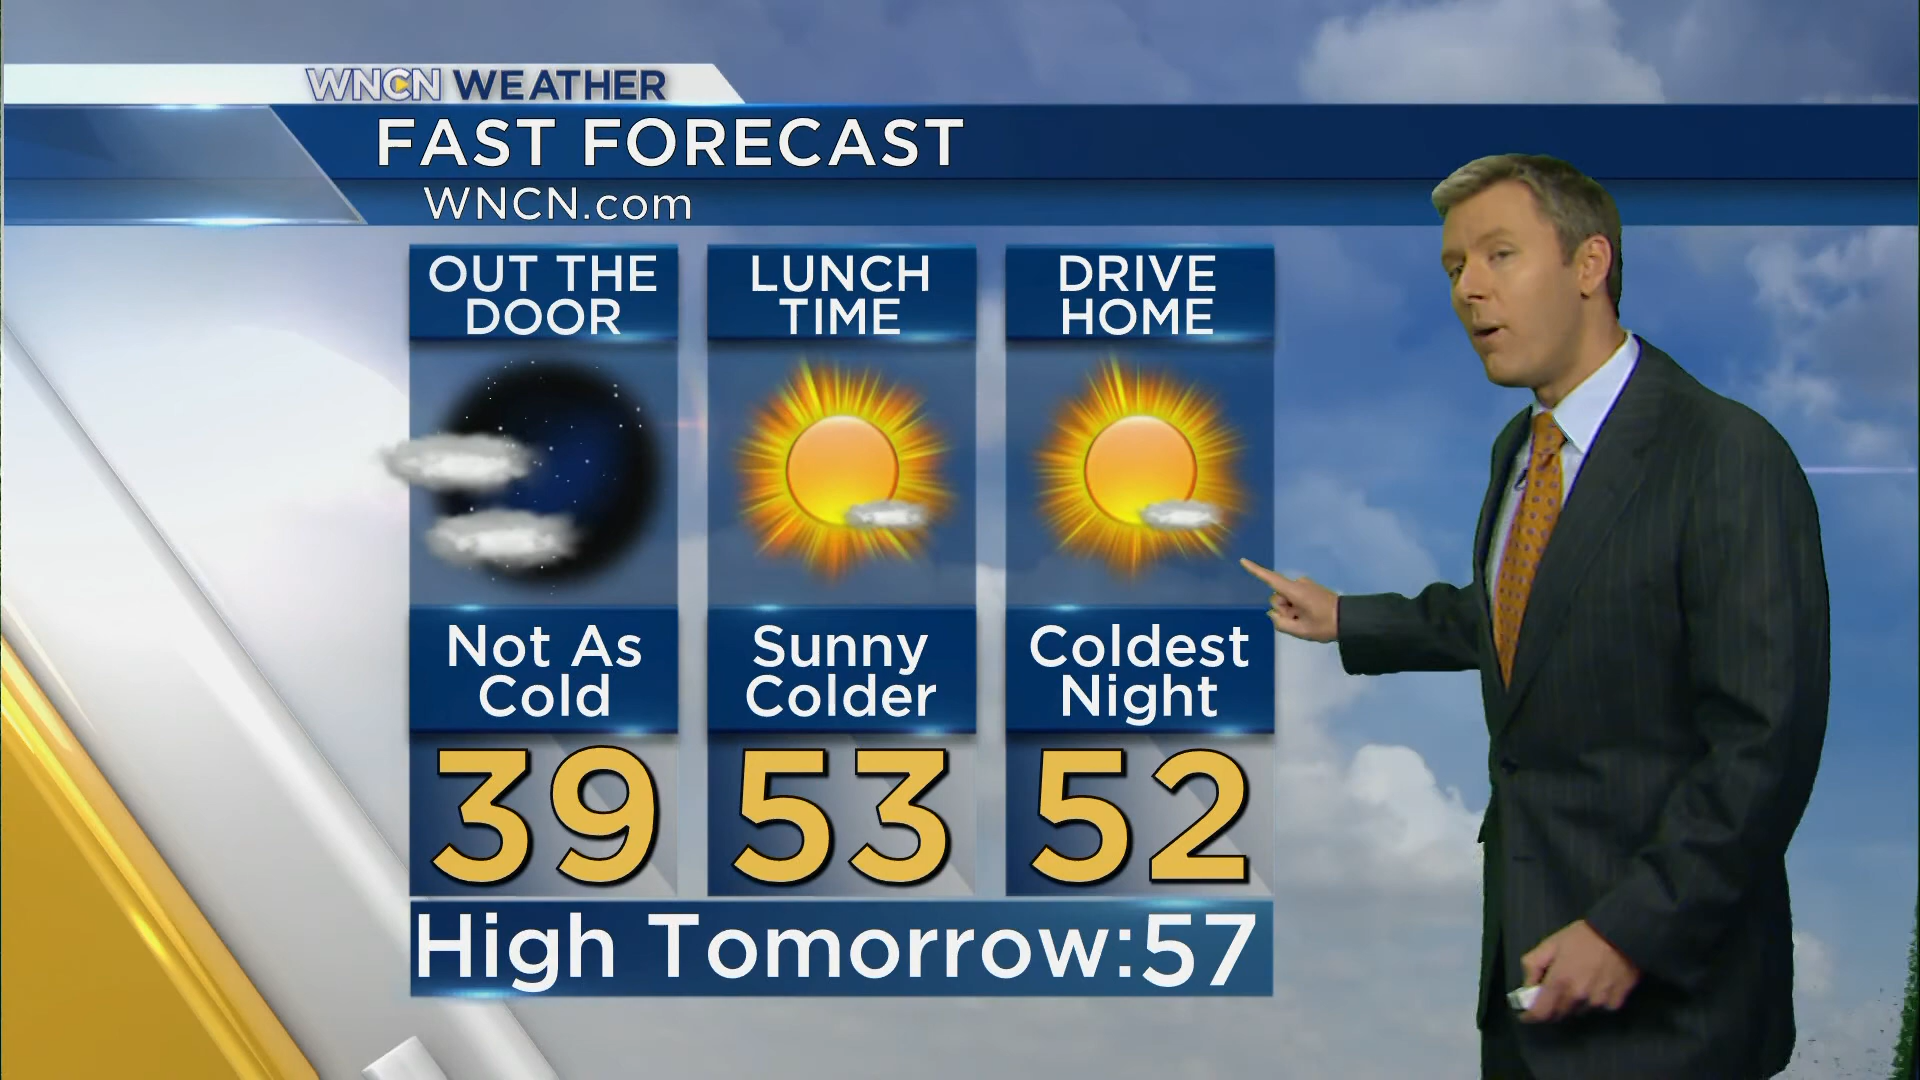 WNCN WEATHER
FAST FORECAST
WNCN.com
OUT THE
DOOR
Not As
Cold
39
LUNCH
TIME
Sunny
Colder
53
DRIVE
HOME
Coldest
Night
52
High Tomorrow:57